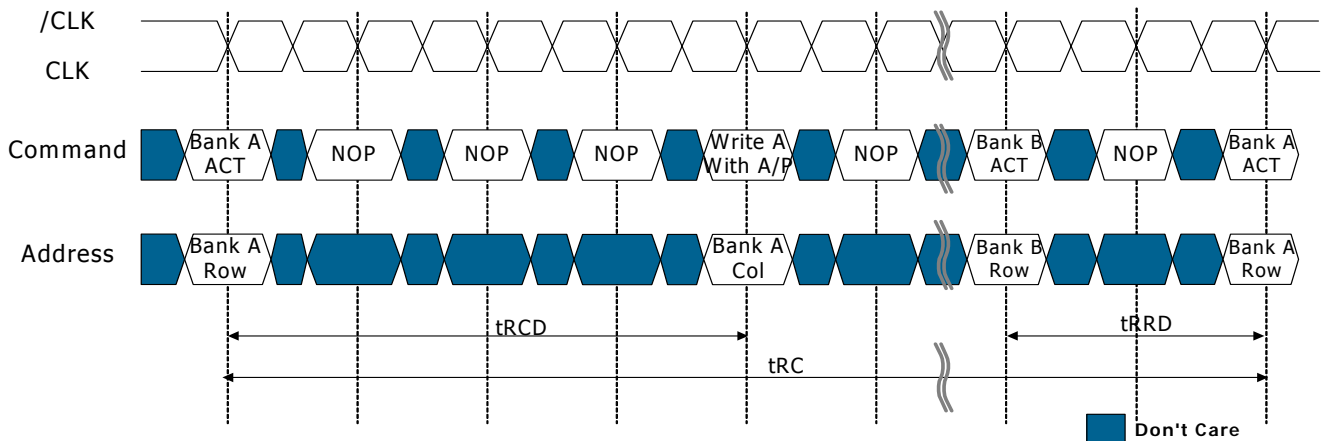 /CLK
CLK
Command
Bank A
ACT
NOP
NOP
NOP
Write A
With A/P
NOP
Bank B
ACT
NOP
Bank A
ACT
Address
Bank A
Row
Bank A
Col
Bank B
Row
Bank A
Row
tRCD
tRRD
tRC
Don't Care